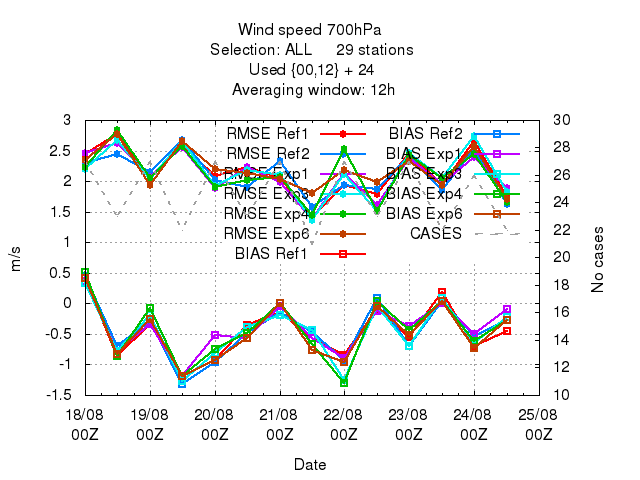 Wind speed 700hPa
Selection: ALL 29 stations
Used {00,12} + 24
Averaging window: 12h
3 30
RMSE Ref1 BIAS Ref2
2.5 RMSE Ref2 BIAS Exp1 28
RMSE Exp1 BIAS Exp3
2 RMSE Exp3 BIAS Exp4 26
RMSE Exp4 BIAS Exp6
1.5 24
RMSE Exp6 CASES
1 BIAS Ref1 22
0.5 20
m/s
No cases
0 18
-0.5 16
14
-1 12
-1.5 10
18/08 19/08 20/08 21/08 22/08 23/08 24/08 25/08
00Z 00Z 00Z 00Z 00Z 00Z 00Z 00Z
Date